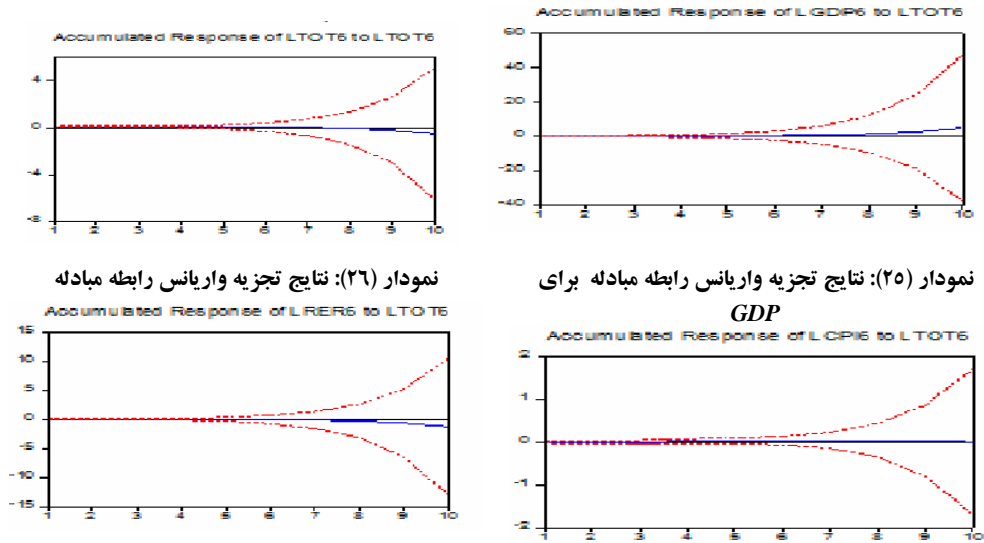 Accumulated Response of LGDP6 to LTOT6
60
40
20
0
-20
-40
1 2 3 4 5 6 7 8 9 10
Accumulated Response of LTOT6 to LTOT6
4
0
-4
-8
1 2 3 4 5 6 7 8 9 10
نمودار (٢٥): نتایج تجزیه واریانس رابطه مبادله برای
GDP
نمودار (٢٦): نتایج تجزیه واریانس رابطه مبادله
Accumulated Response of LCPI6 to LTOT6
2
1
0
-1
-2
1 2 3 4 5 6 7 8 9 10
Accumulated Response of LRER6 to LTOT6
15
10
5
0
-5
-10
-15
1 2 3 4 5 6 7 8 9 10